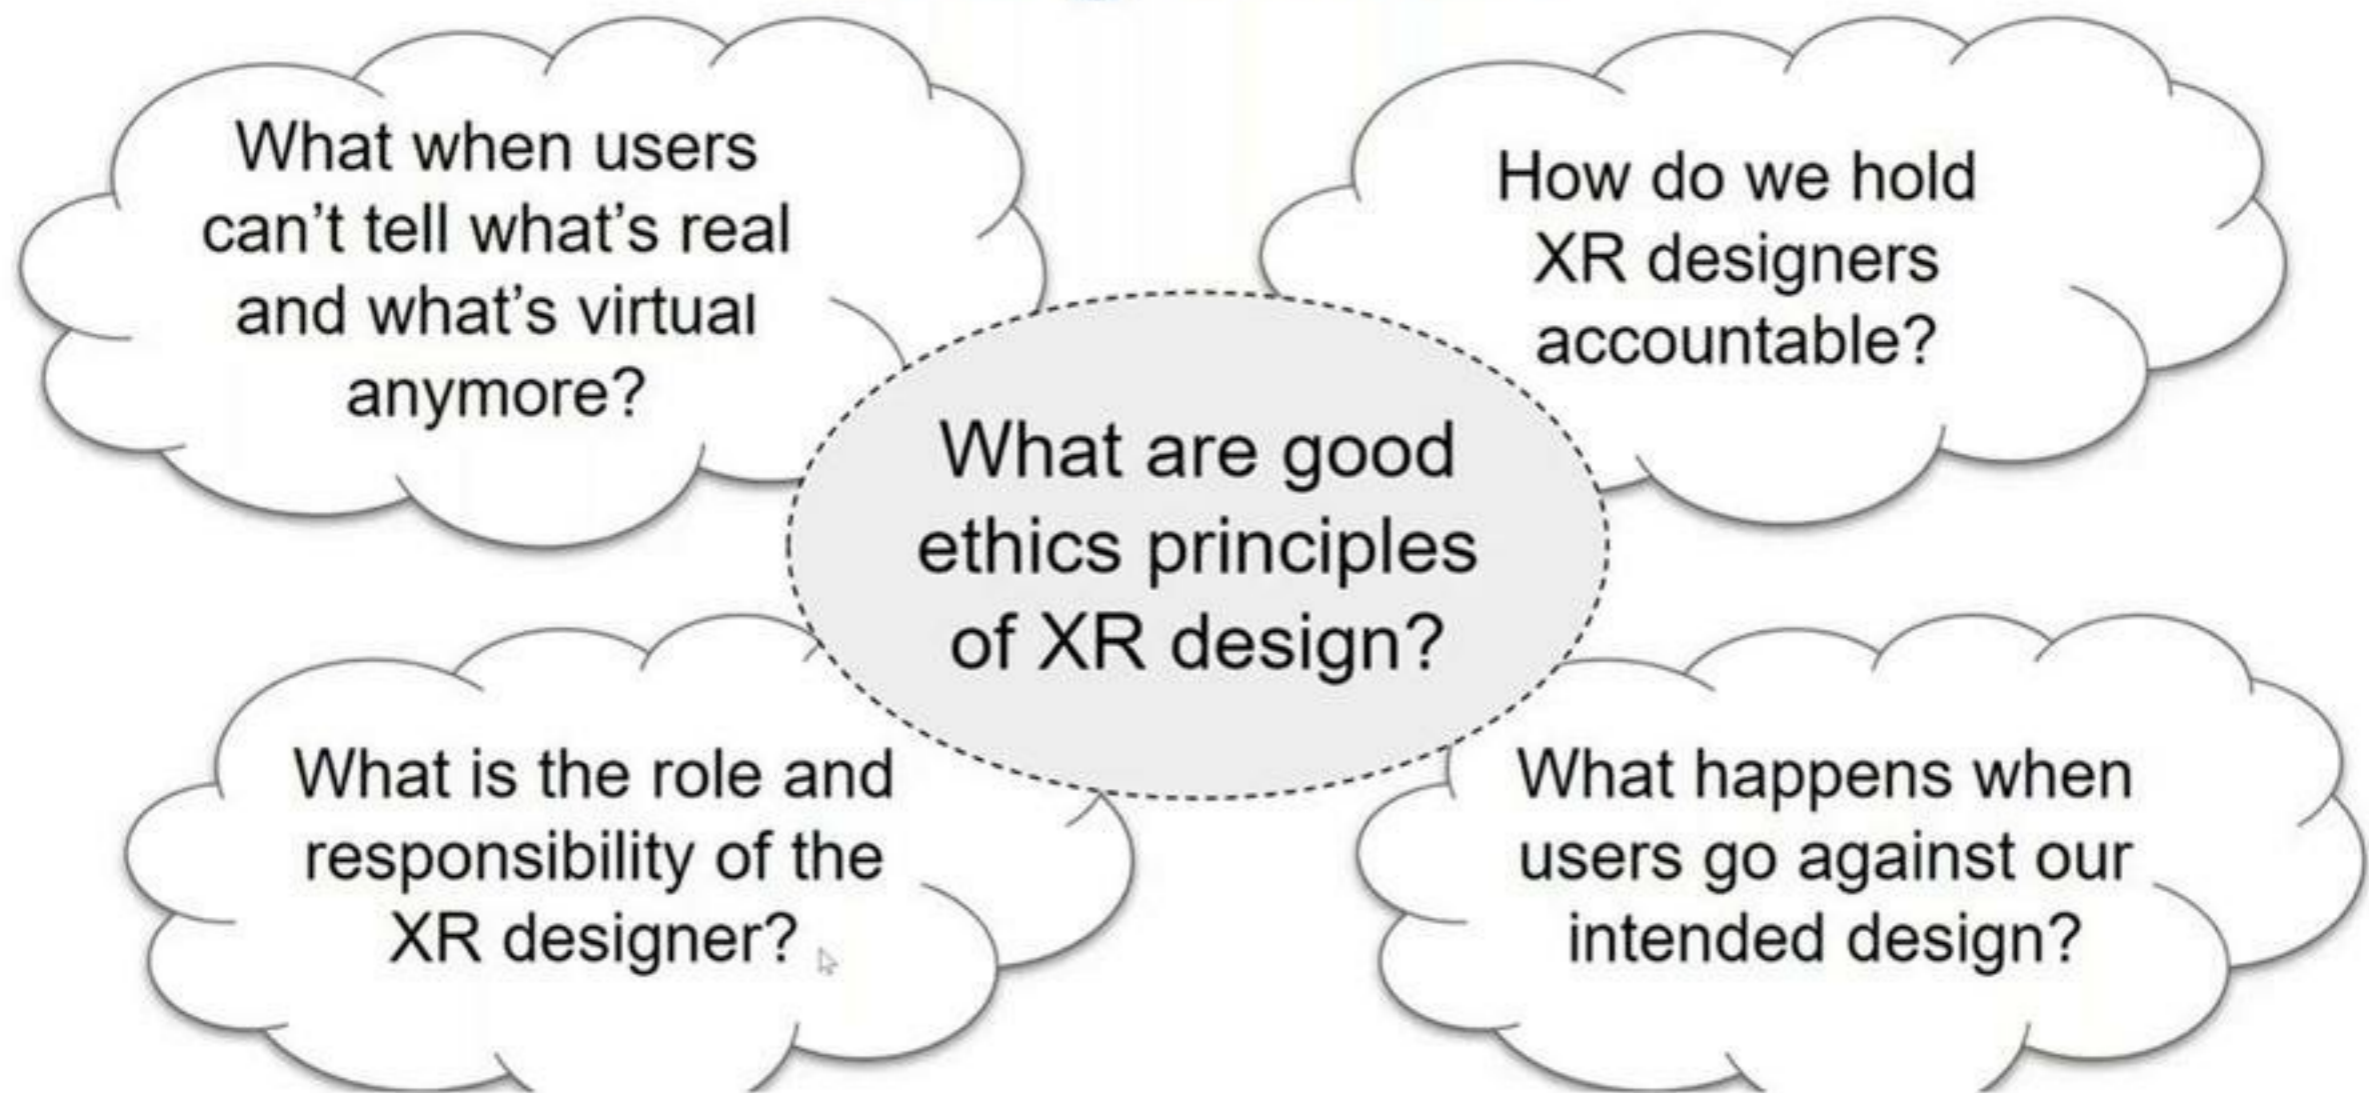 What when users
can't tell what's real
and what's virtual
anymore?
How do we hold
XR designers
accountable?
What are good
ethics principles
of XR design?
What is the role and
responsibility of the
XR designer?
What happens when
users go against our
intended design?